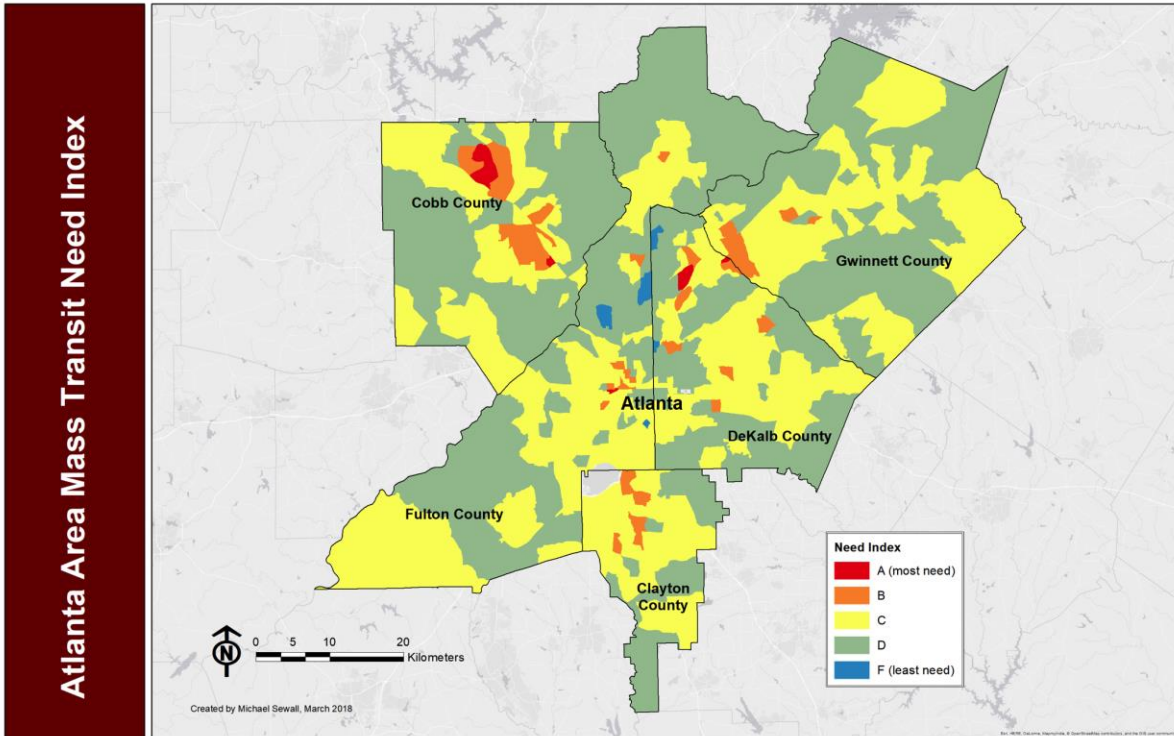 Atlanta Area Mass Transit Need Index
Cobb County
Gwinnett County
Atlanta
DeKalb County
Fulton County
Clayton
County
Need Index
A (most need)
B
C
D
F (least need)
N
0 5 10 20
Kilometers
Created by Michael Sewall, March 2018